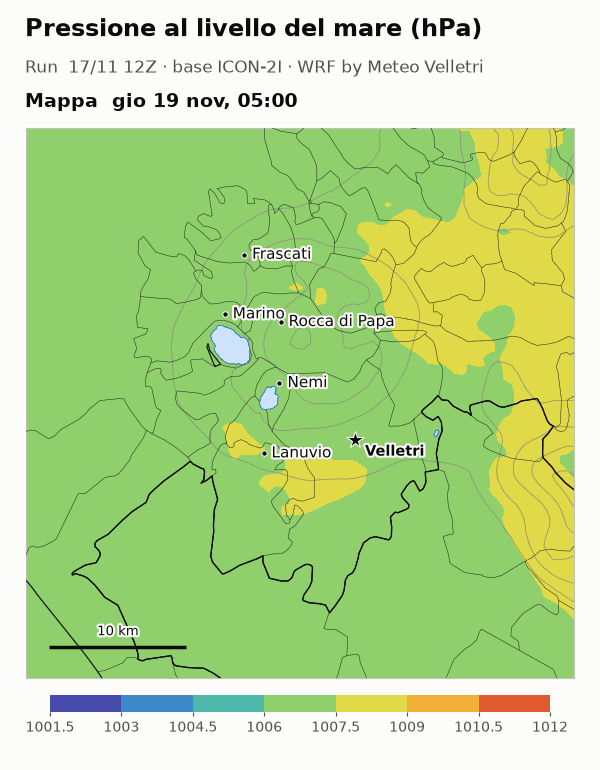 Pressione al livello del mare (hPa)
Run  17/11 12Z · base ICON-2I · WRF by Meteo Velletri
Mappa  gio 19 nov, 05:00
Frascati
Marino
Rocca di Papa
Nemi
Velletri
Lanuvio
10 km
1001.5 1003 1004.5 1006 1007.5 1009 1010.5 1012